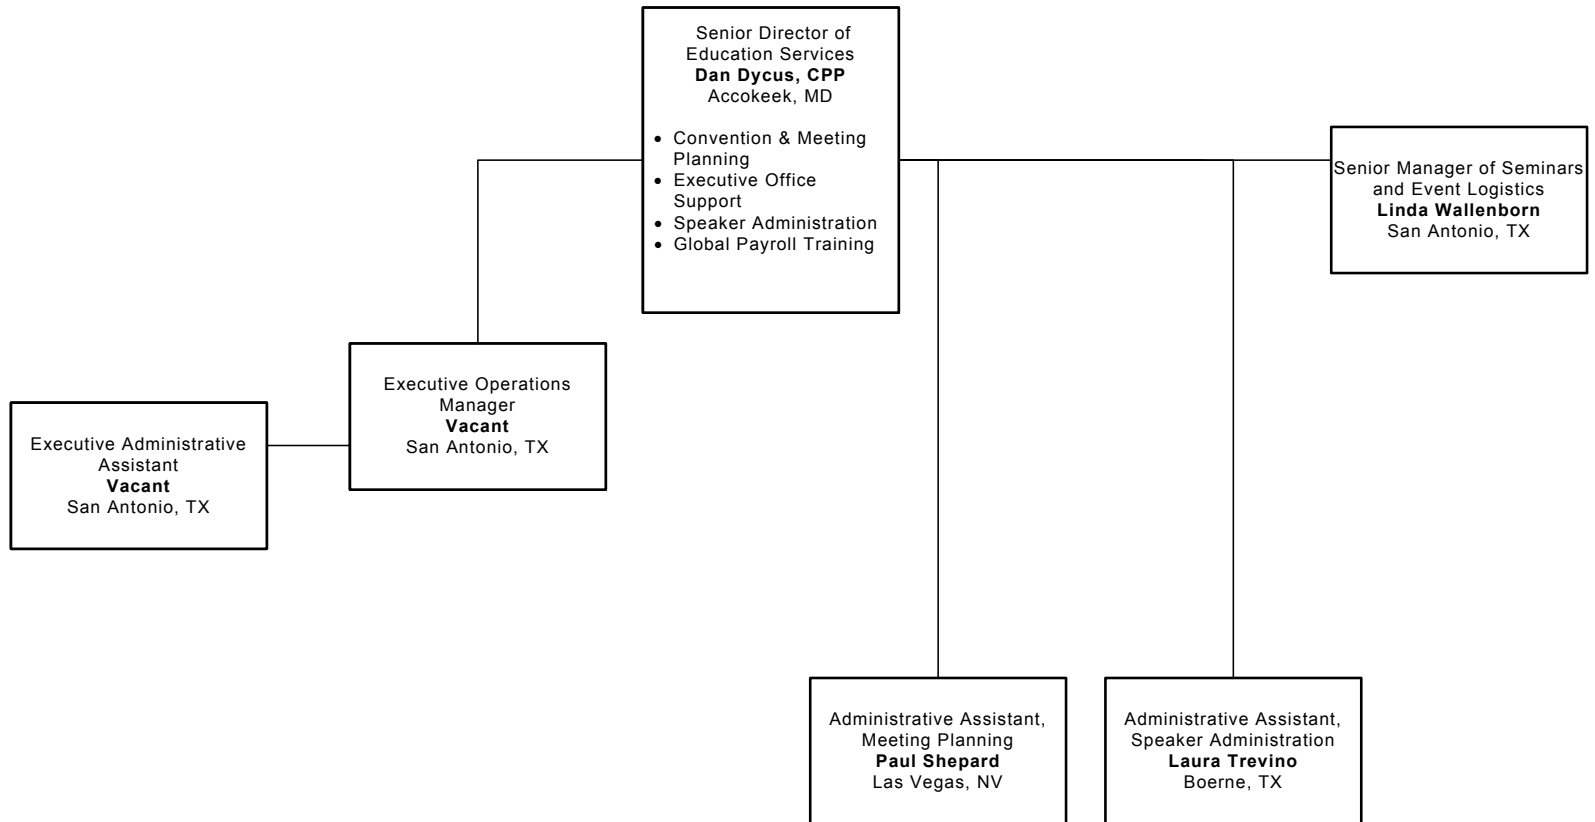 Senior Director of
Education Services
Dan Dycus, CPP
Accokeek, MD
• Convention & Meeting
Planning
• Executive Office
Support
• Speaker Administration
• Global Payroll Training
Senior Manager of Seminars
and Event Logistics
Linda Wallenborn
San Antonio, TX
Executive Operations
Manager
Vacant
San Antonio, TX
Executive Administrative
Assistant
Vacant
San Antonio, TX
Administrative Assistant,
Meeting Planning
Paul Shepard
Las Vegas, NV
Administrative Assistant,
Speaker Administration
Laura Trevino
Boerne, TX